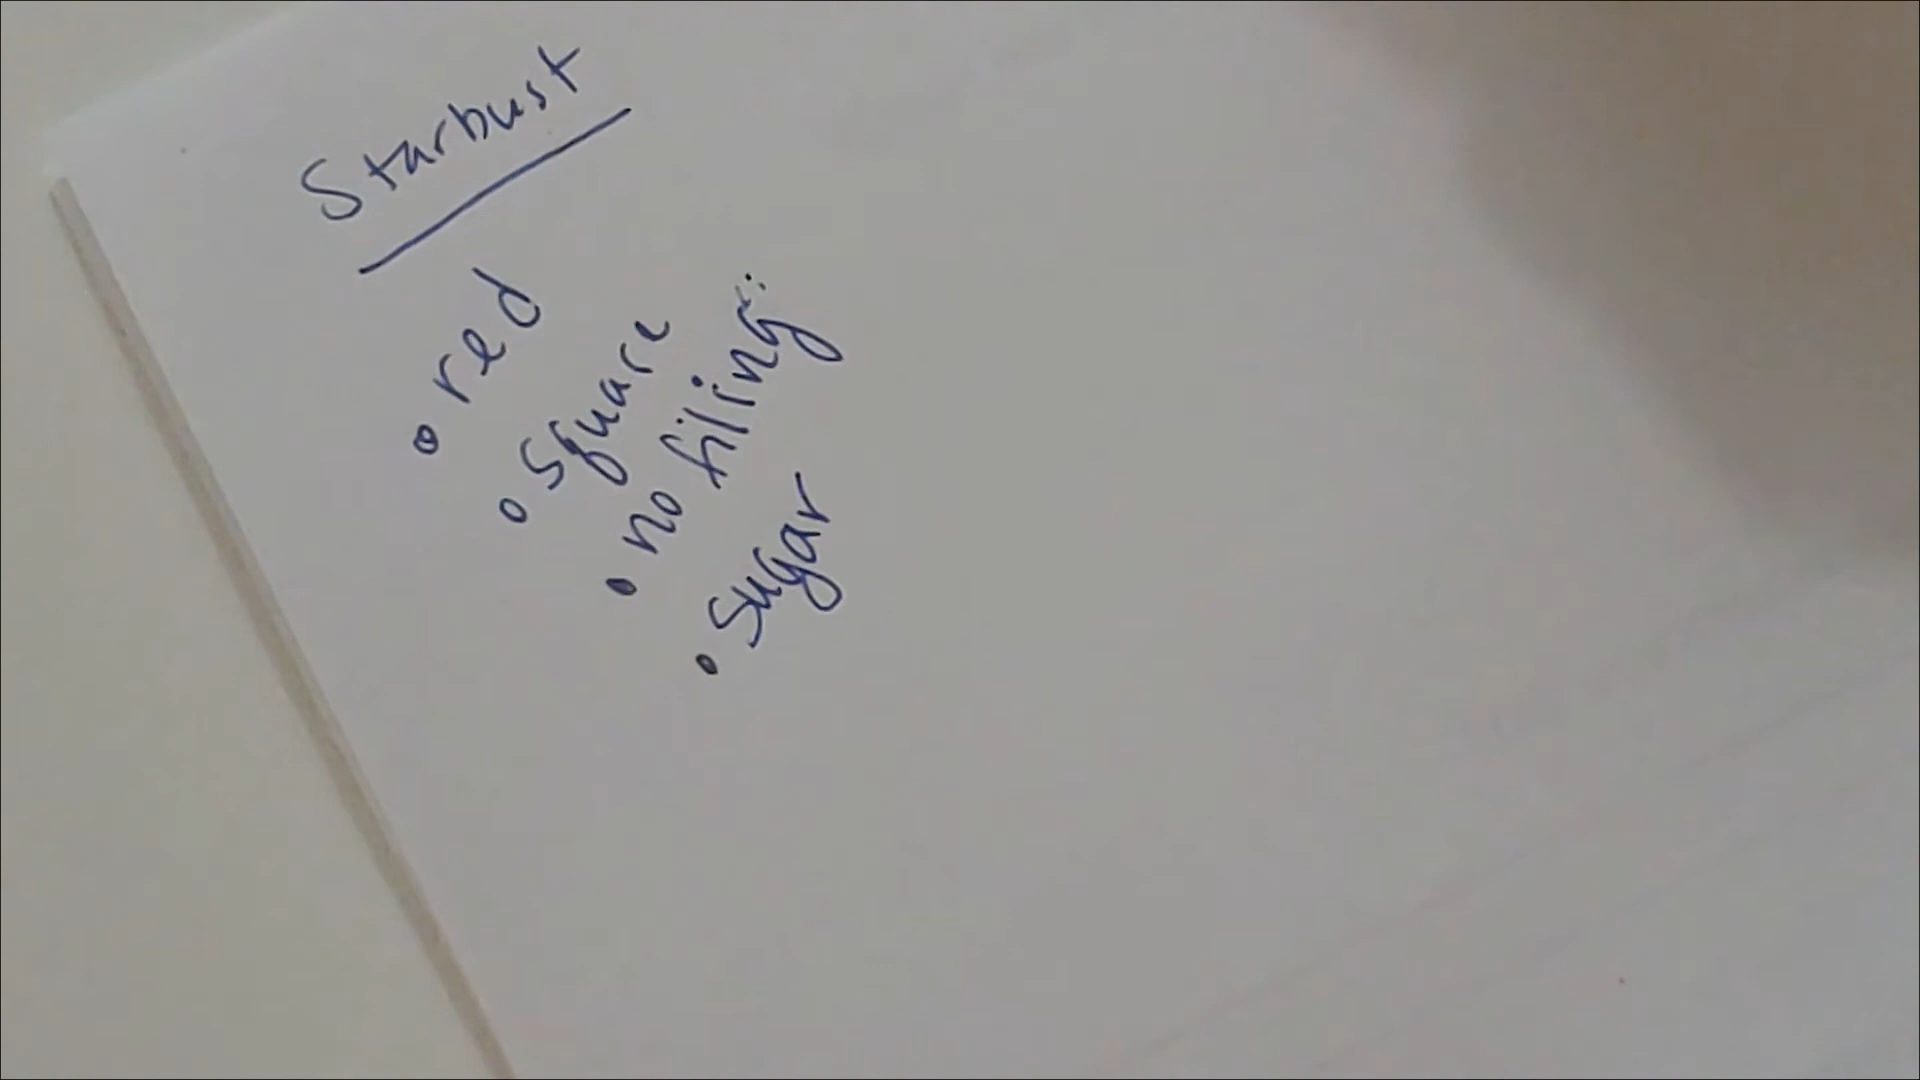 Starbust
• red
• square
• no filing
• sugar